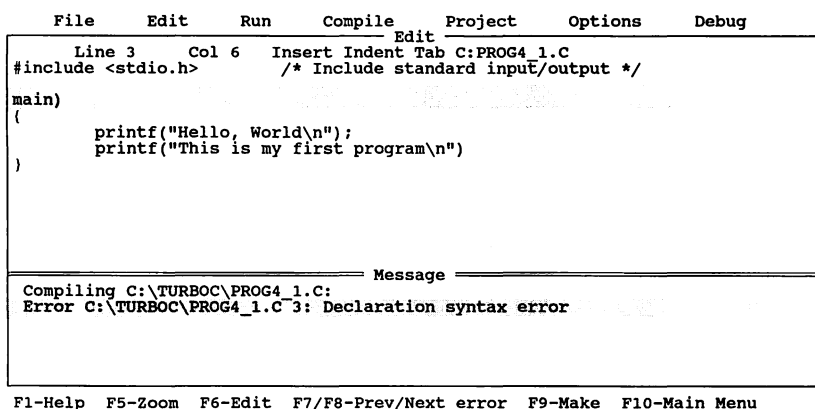 File Edit Run Compile Project Options Debug
Edit
Line 3 Col 6 Insert Indent Tab C:PROG4_1.C
#include <stdio.h> /* Include standard input/output */
main)
{
printf("Hello, World\n");
printf("This is my first program\n")
}
Message
Compiling C:\TURBOC\PROG4_1.C:
Error C:\TURBOC\PROG4_1.C 3: Declaration syntax error
F1-Help F5-Zoom F6-Edit F7/F8-Prev/Next error F9-Make F10-Main Menu